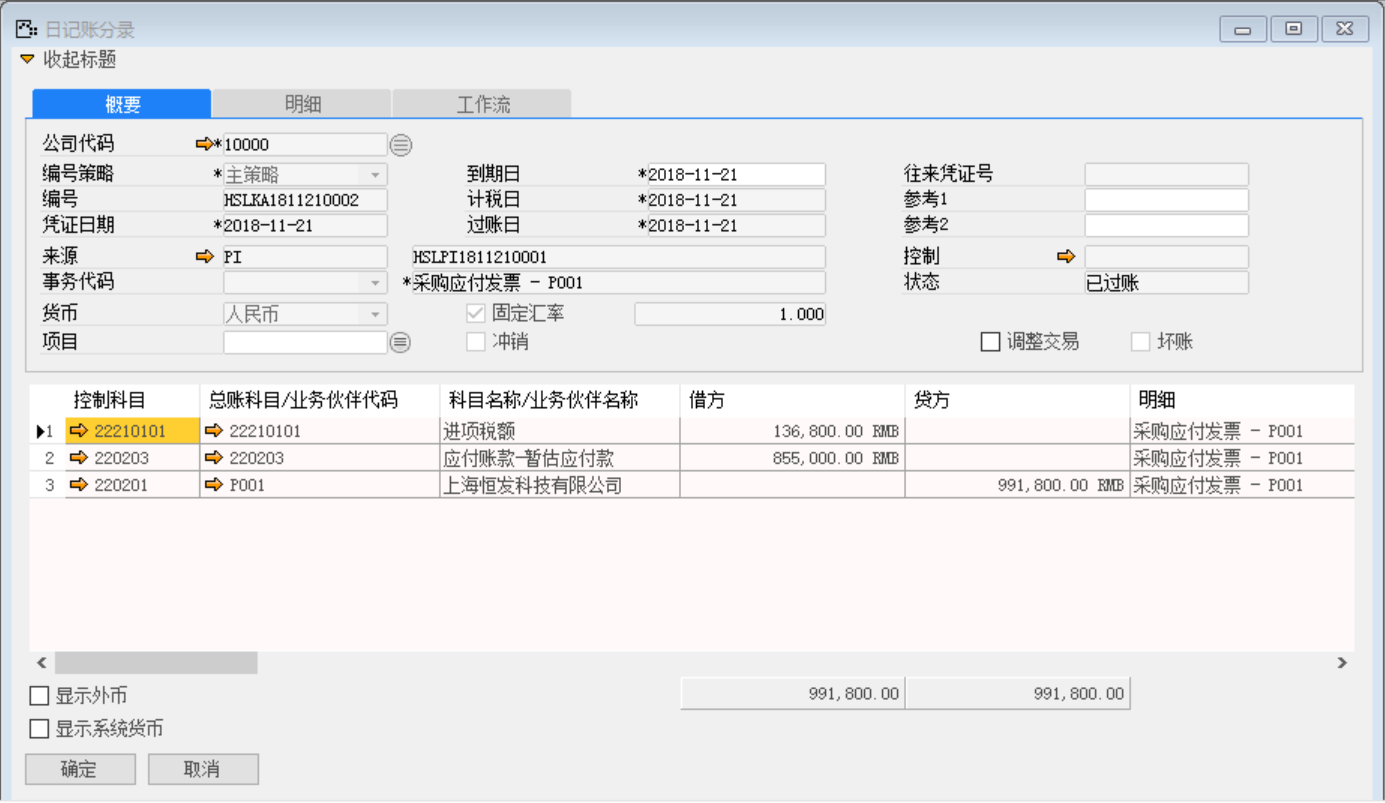 日记账分录
收起标题
概要 明细 工作流
公司代码 *10000
编号策略 *主策略 到期日 *2018-11-21 往来凭证号
编号 HSLKA1811210002 计税日 *2018-11-21 参考1
凭证日期 *2018-11-21 过账日 *2018-11-21 参考2
来源 PI HSLPI1811210001 控制
事务代码 *采购应付发票 - P001 状态 已过账
货币 人民币 固定汇率 1.000
项目 冲销 调整交易 坏账
控制科目 总账科目/业务伙伴代码 科目名称/业务伙伴名称 借方 贷方 明细
1 22210101 22210101 进项税额 136,800.00 RMB 采购应付发票 - P001
2 220203 220203 应付账款-暂估应付款 855,000.00 RMB 采购应付发票 - P001
3 220201 P001 上海恒发科技有限公司 991,800.00 RMB 采购应付发票 - P001
显示外币 991,800.00 991,800.00
显示系统货币
确定 取消